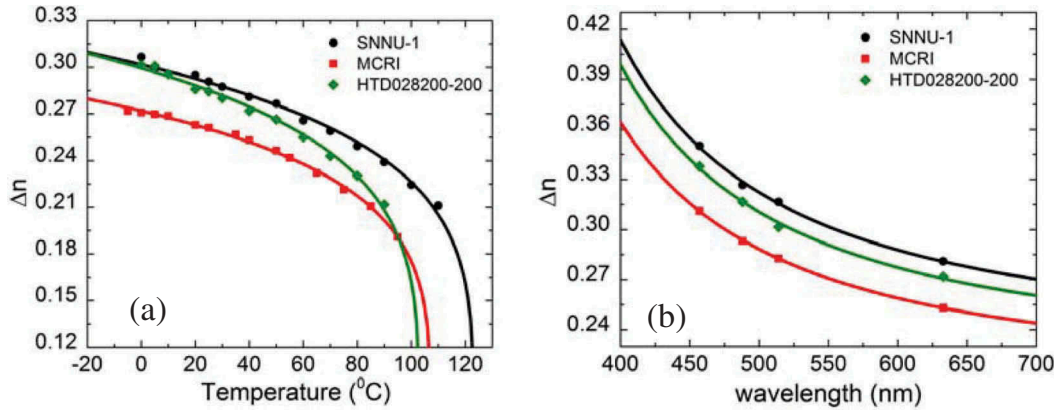 0.33
0.30
0.27
0.24
0.21
0.18
0.15
0.12
Δn
SNNU-1
MCRI
HTD028200-200
(a)
-20 0 20 40 60 80 100 120
Temperature (⁰C)
0.42
0.39
0.36
0.33
0.30
0.27
0.24
Δn
SNNU-1
MCRI
HTD028200-200
(b)
400 450 500 550 600 650 700
wavelength (nm)